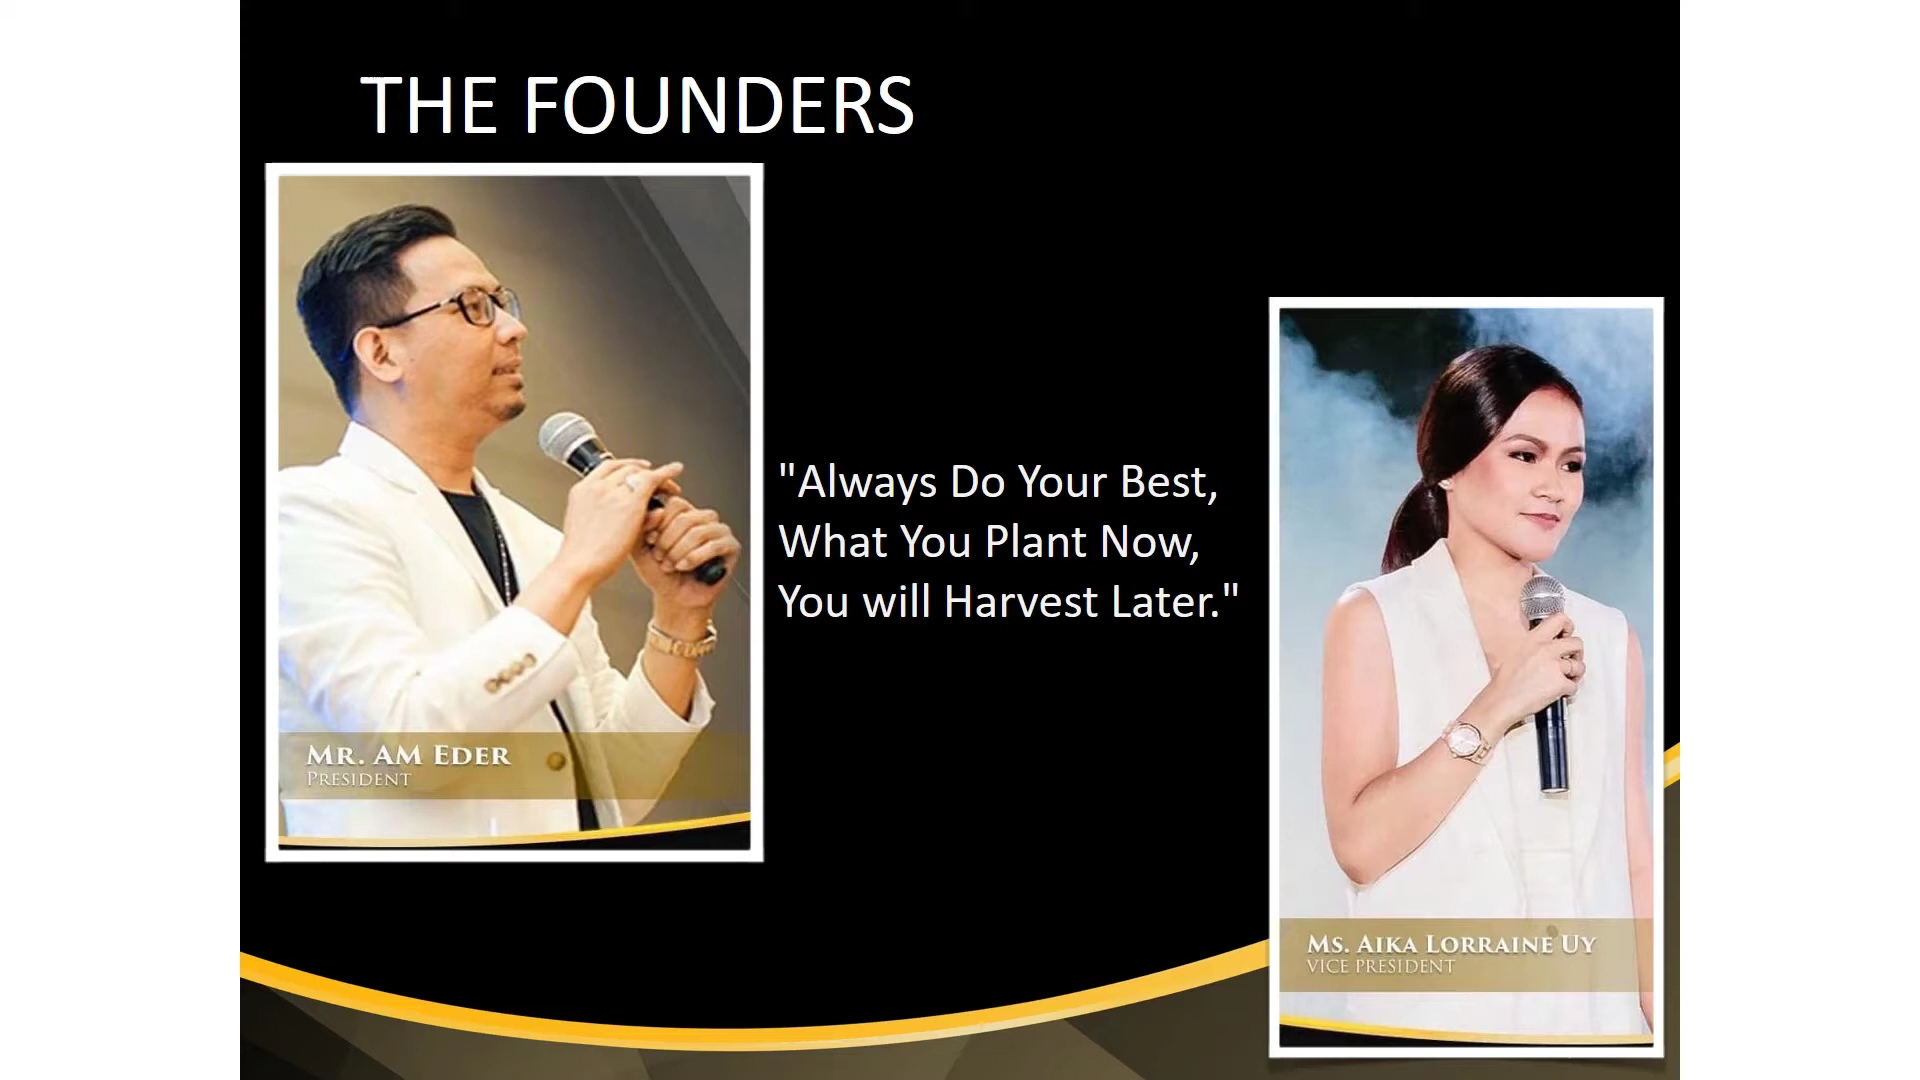 THE FOUNDERS
"Always Do Your Best,
What You Plant Now,
You will Harvest Later."
MR. AM EDER
PRESIDENT
MS. AIKA LORRAINE UY
VICE PRESIDENT